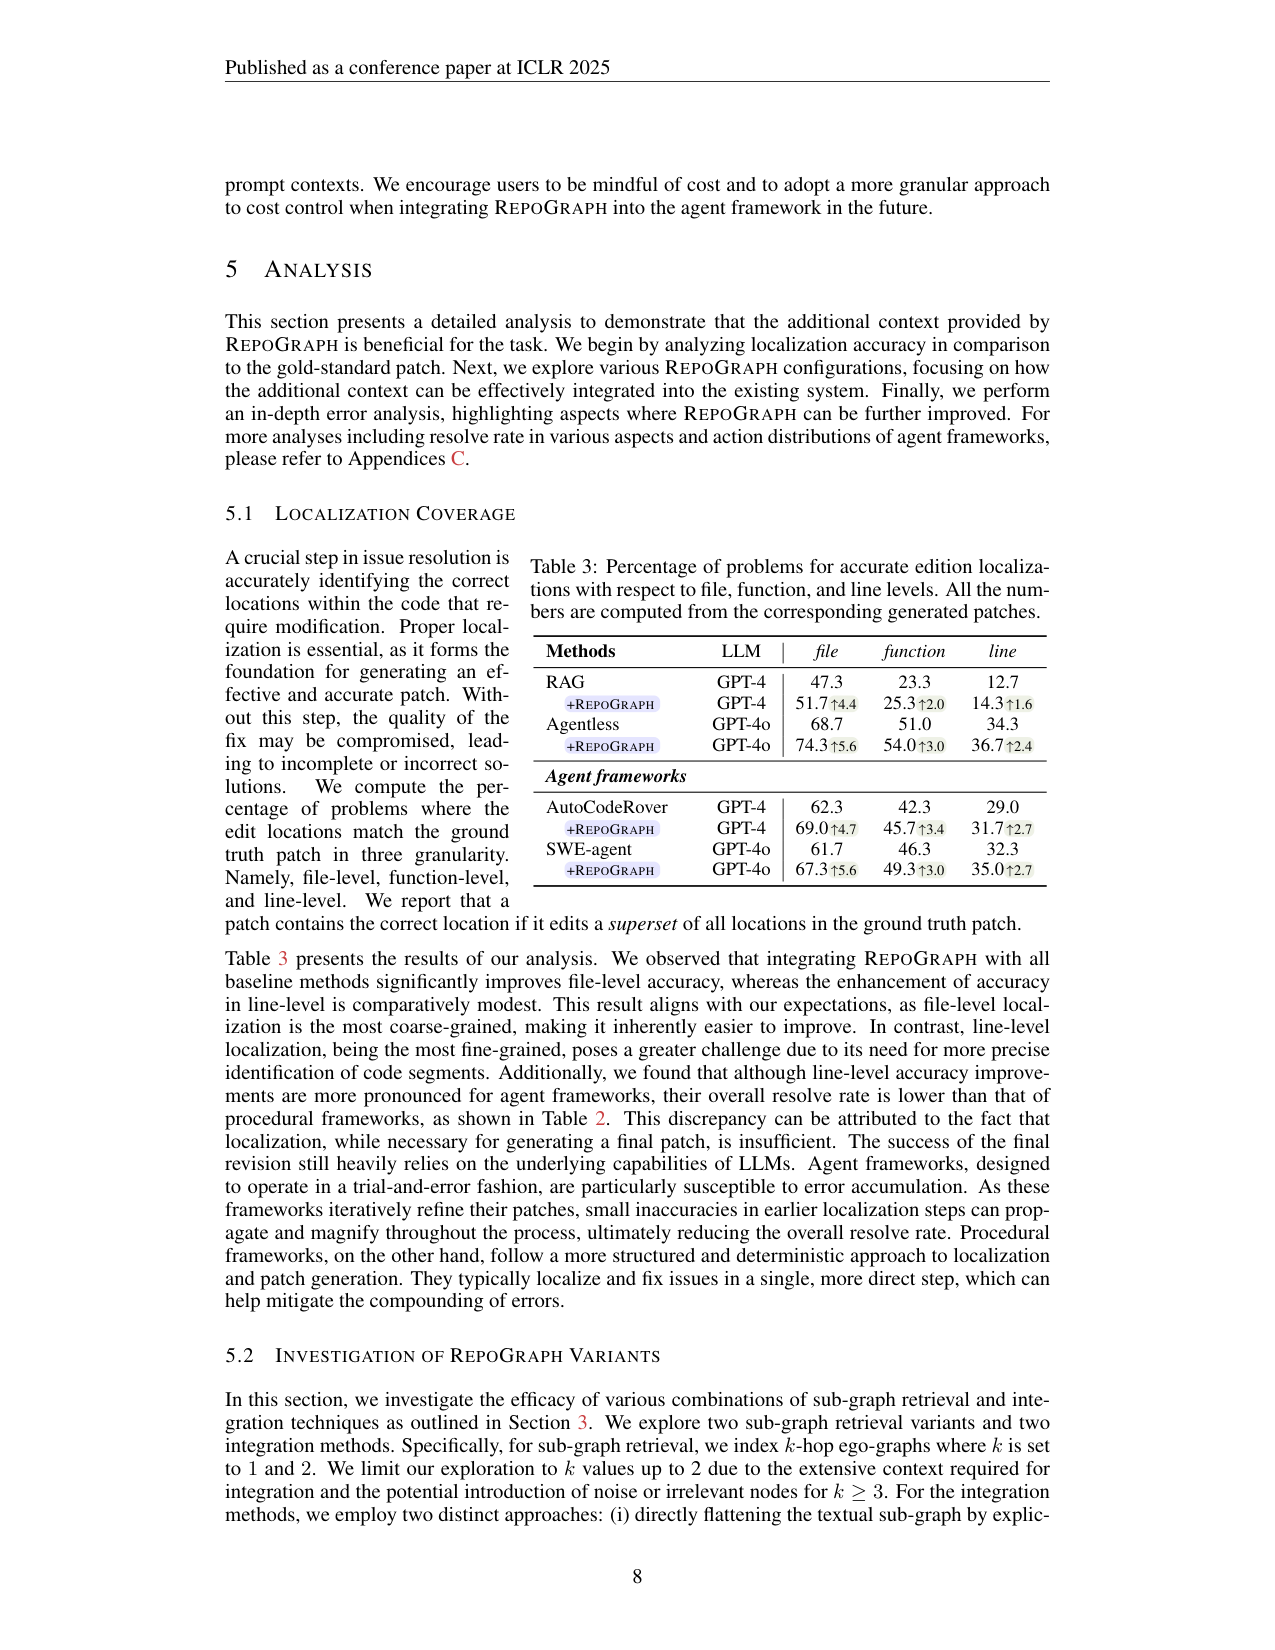 Published as a conference paper at ICLR 2025
prompt contexts. We encourage users to be mindful of cost and to adopt a more granular approach
to cost control when integrating REPOGRAPH into the agent framework in the future.
5 ANALYSIS
This section presents a detailed analysis to demonstrate that the additional context provided by
REPOGRAPH is beneficial for the task. We begin by analyzing localization accuracy in comparison
to the gold-standard patch. Next, we explore various REPOGRAPH configurations, focusing on how
the additional context can be effectively integrated into the existing system. Finally, we perform
an in-depth error analysis, highlighting aspects where REPOGRAPH can be further improved. For
more analyses including resolve rate in various aspects and action distributions of agent frameworks,
please refer to Appendices C.
5.1 LOCALIZATION COVERAGE
A crucial step in issue resolution is
accurately identifying the correct
locations within the code that re-
quire modification. Proper local-
ization is essential, as it forms the
foundation for generating an ef-
fective and accurate patch. With-
out this step, the quality of the
fix may be compromised, lead-
ing to incomplete or incorrect so-
lutions. We compute the per-
centage of problems where the
edit locations match the ground
truth patch in three granularity.
Namely, file-level, function-level,
and line-level. We report that a
patch contains the correct location if it edits a superset of all locations in the ground truth patch.
Table 3: Percentage of problems for accurate edition localiza-
tions with respect to file, function, and line levels. All the num-
bers are computed from the corresponding generated patches.
Methods LLM file function line
RAG GPT-4 47.3 23.3 12.7
+REPOGRAPH GPT-4 51.7↑4.4 25.3↑2.0 14.3↑1.6
Agentless GPT-4o 68.7 51.0 34.3
+REPOGRAPH GPT-4o 74.3↑5.6 54.0↑3.0 36.7↑2.4
Agent frameworks
AutoCodeRover GPT-4 62.3 42.3 29.0
+REPOGRAPH GPT-4 69.0↑4.7 45.7↑3.4 31.7↑2.7
SWE-agent GPT-4o 61.7 46.3 32.3
+REPOGRAPH GPT-4o 67.3↑5.6 49.3↑3.0 35.0↑2.7
Table 3 presents the results of our analysis. We observed that integrating REPOGRAPH with all
baseline methods significantly improves file-level accuracy, whereas the enhancement of accuracy
in line-level is comparatively modest. This result aligns with our expectations, as file-level local-
ization is the most coarse-grained, making it inherently easier to improve. In contrast, line-level
localization, being the most fine-grained, poses a greater challenge due to its need for more precise
identification of code segments. Additionally, we found that although line-level accuracy improve-
ments are more pronounced for agent frameworks, their overall resolve rate is lower than that of
procedural frameworks, as shown in Table 2. This discrepancy can be attributed to the fact that
localization, while necessary for generating a final patch, is insufficient. The success of the final
revision still heavily relies on the underlying capabilities of LLMs. Agent frameworks, designed
to operate in a trial-and-error fashion, are particularly susceptible to error accumulation. As these
frameworks iteratively refine their patches, small inaccuracies in earlier localization steps can prop-
agate and magnify throughout the process, ultimately reducing the overall resolve rate. Procedural
frameworks, on the other hand, follow a more structured and deterministic approach to localization
and patch generation. They typically localize and fix issues in a single, more direct step, which can
help mitigate the compounding of errors.
5.2 INVESTIGATION OF REPOGRAPH VARIANTS
In this section, we investigate the efficacy of various combinations of sub-graph retrieval and inte-
gration techniques as outlined in Section 3. We explore two sub-graph retrieval variants and two
integration methods. Specifically, for sub-graph retrieval, we index k-hop ego-graphs where k is set
to 1 and 2. We limit our exploration to k values up to 2 due to the extensive context required for
integration and the potential introduction of noise or irrelevant nodes for k ≥ 3. For the integration
methods, we employ two distinct approaches: (i) directly flattening the textual sub-graph by explic-
8